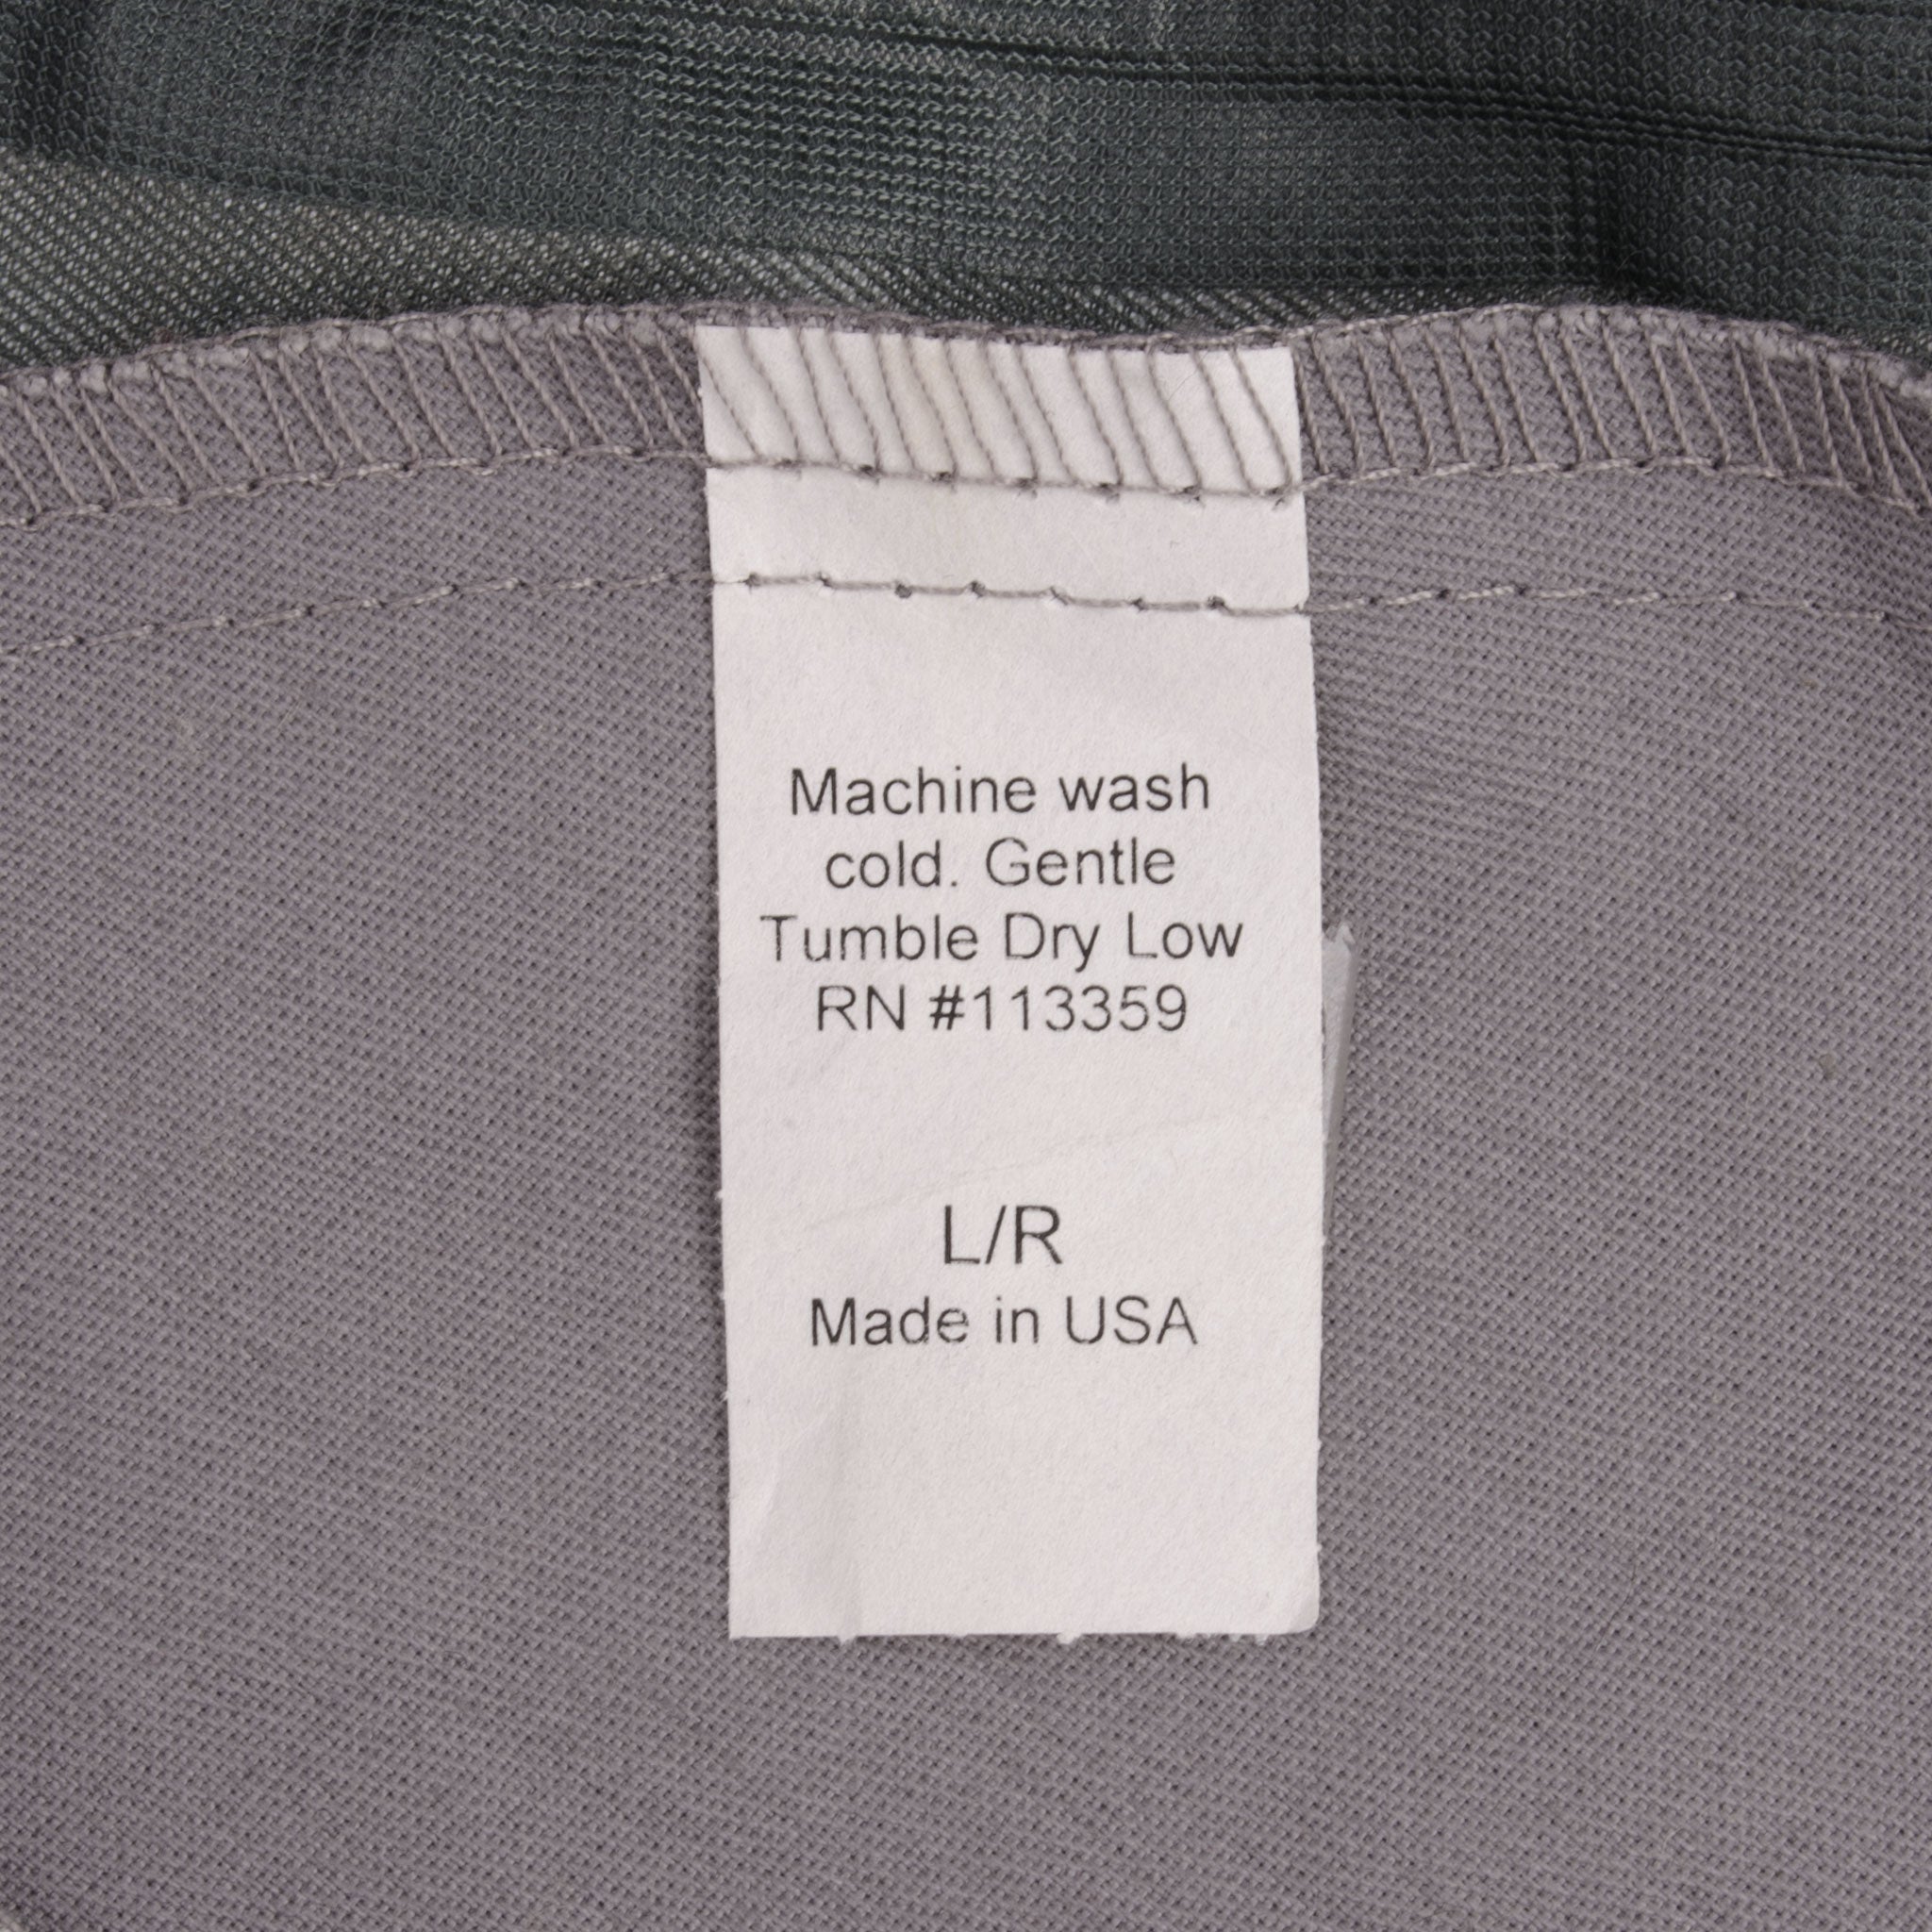 Machine wash
cold. Gentle
Tumble Dry Low
RN #113359
L/R
Made in USA